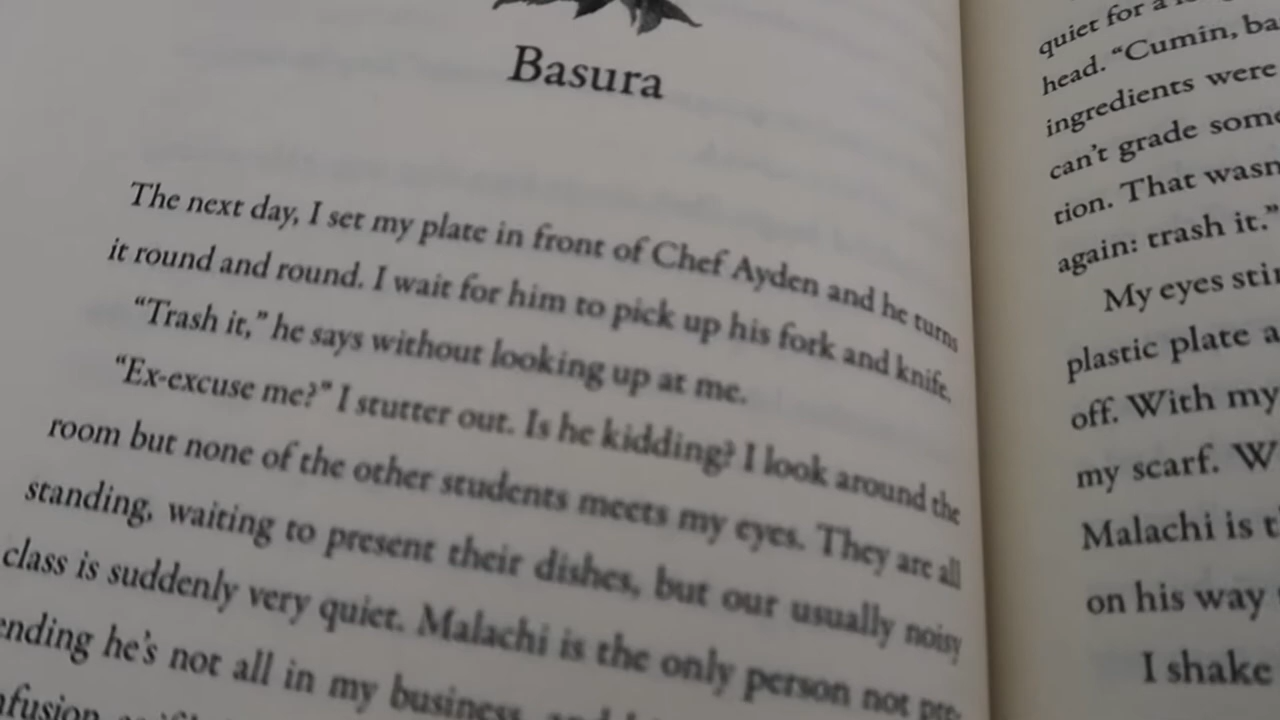 Basura
The next day, I set my plate in front of Chef Ayden and he turns
it round and round. I wait for him to pick up his fork and knife.
“Trash it,” he says without looking up at me.
“Ex-excuse me?” I stutter out. Is he kidding? I look around the
room but none of the other students meets my eyes. They are all
standing, waiting to present their dishes, but our usually noisy
class is suddenly very quiet. Malachi is the only person not pre-
ending he’s not all in my business,
quiet for a
head. “Cumin, ba
ingredients were
can’t grade some
tion. That wasn
again: trash it.”
My eyes stin
plastic plate a
off. With my
my scarf. W
Malachi is t
on his way
I shake